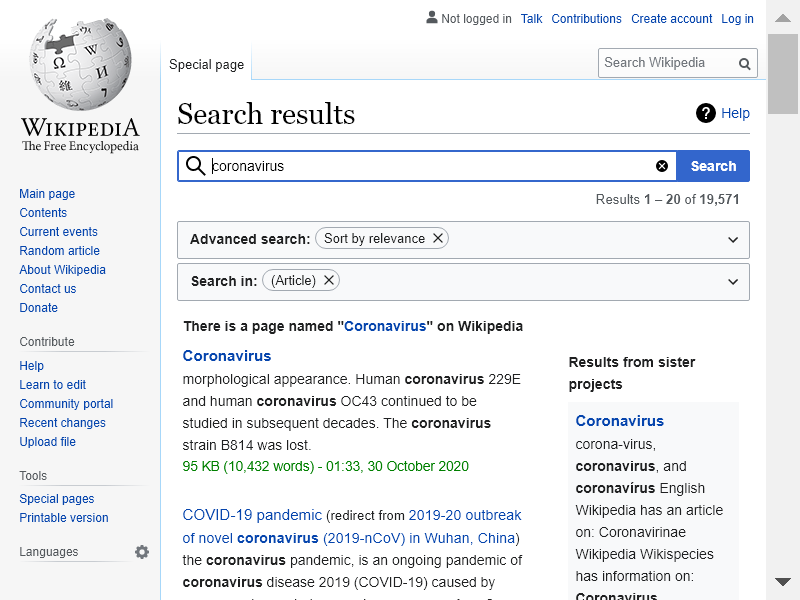 Not logged in Talk Contributions Create account Log in
Special page
Search Wikipedia
WIKIPEDIA
The Free Encyclopedia
Main page
Contents
Current events
Random article
About Wikipedia
Contact us
Donate
Contribute
Help
Learn to edit
Community portal
Recent changes
Upload file
Tools
Special pages
Printable version
Languages
Search results
Help
coronavirus
Search
Results 1 – 20 of 19,571
Advanced search: Sort by relevance
Search in: (Article)
There is a page named "Coronavirus" on Wikipedia
Coronavirus
morphological appearance. Human coronavirus 229E
and human coronavirus OC43 continued to be
studied in subsequent decades. The coronavirus
strain B814 was lost.
95 KB (10,432 words) - 01:33, 30 October 2020
COVID-19 pandemic (redirect from 2019-20 outbreak
of novel coronavirus (2019-nCoV) in Wuhan, China)
the coronavirus pandemic, is an ongoing pandemic of
coronavirus disease 2019 (COVID-19) caused by
Results from sister
projects
Coronavirus
corona-virus,
coronavirus, and
coronavírus English
Wikipedia has an article
on: Coronavirinae
Wikipedia Wikispecies
has information on:
Coronavirus